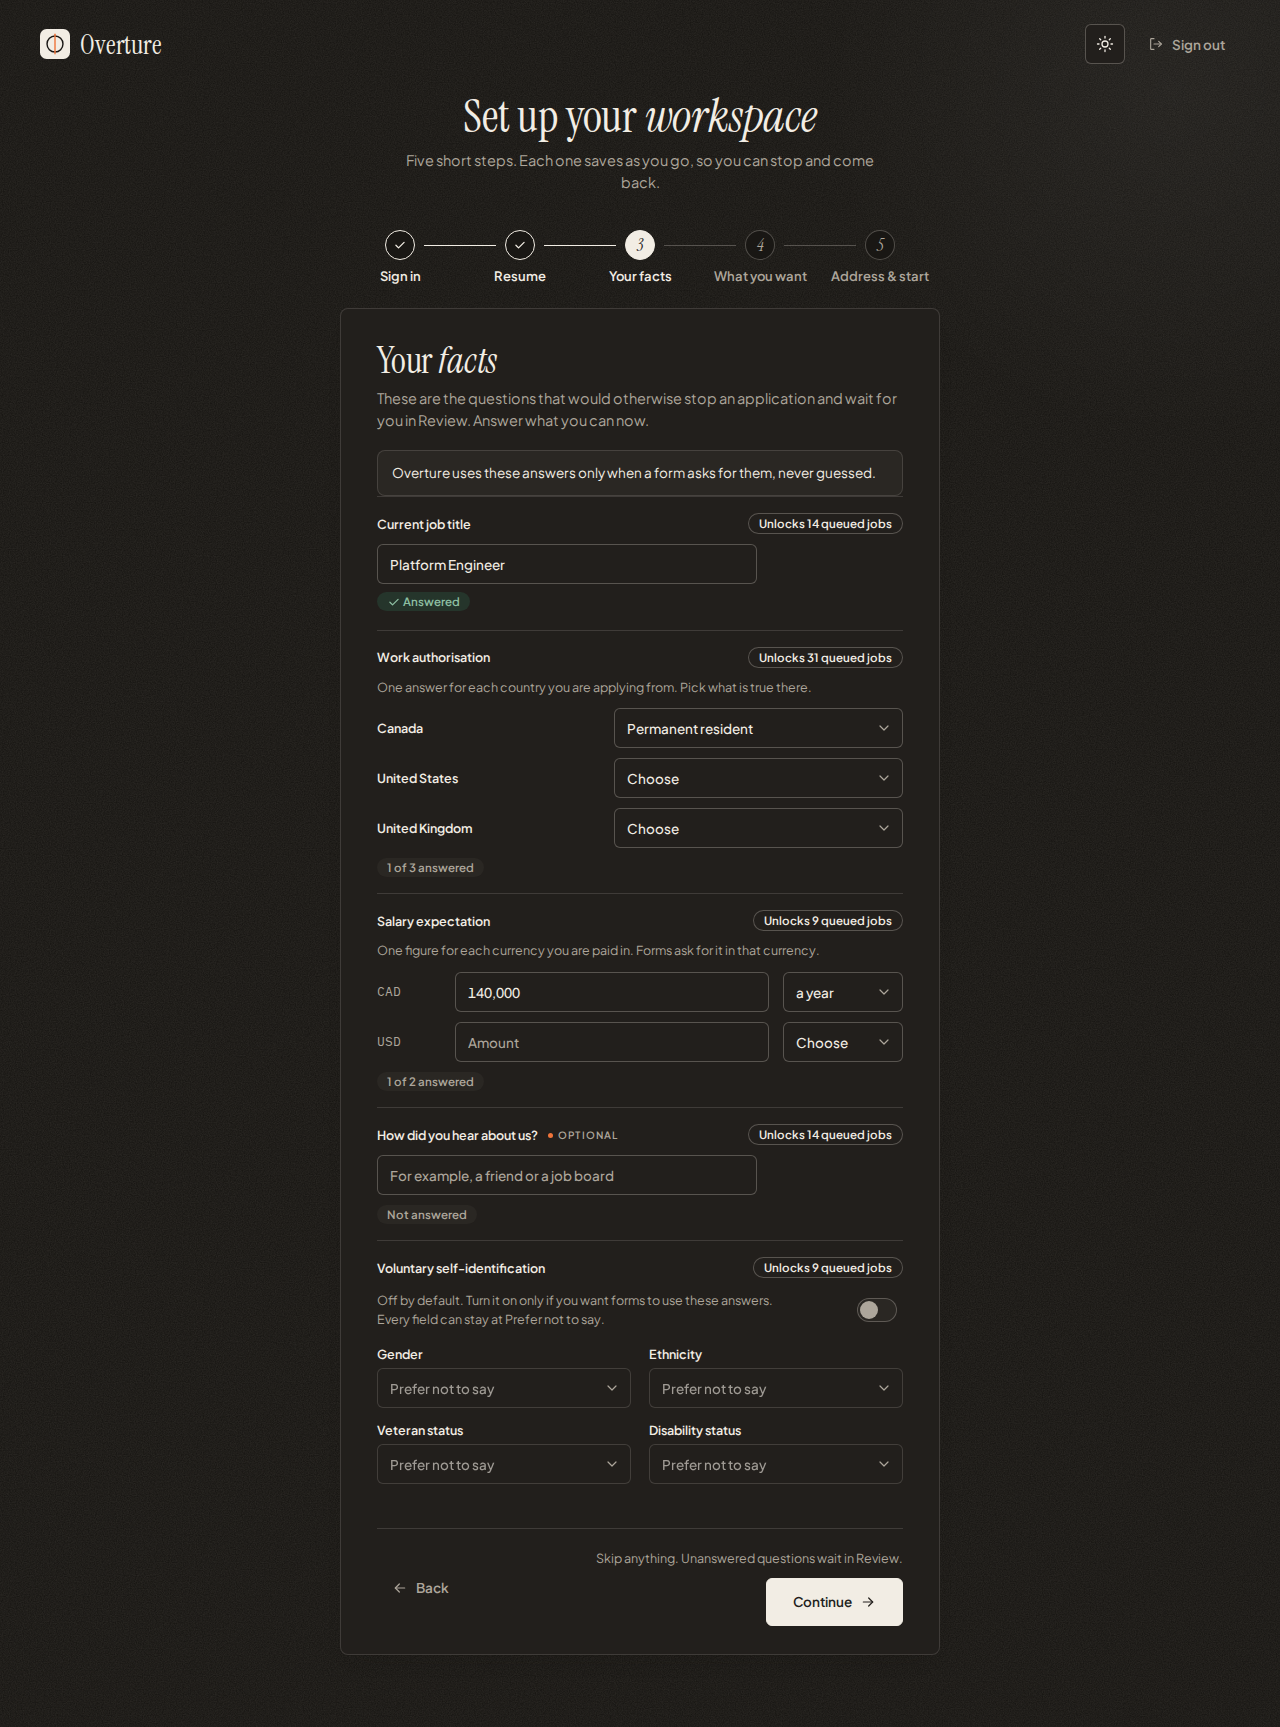 Overture
Sign out
Set up your workspace
Five short steps. Each one saves as you go, so you can stop and come
back.
3
4
5
Sign in
Resume
Your facts
What you want
Address & start
Your facts
These are the questions that would otherwise stop an application and wait for
you in Review. Answer what you can now.
Overture uses these answers only when a form asks for them, never guessed.
Current job title
Unlocks 14 queued jobs
Platform Engineer
Answered
Work authorisation
Unlocks 31 queued jobs
One answer for each country you are applying from. Pick what is true there.
Canada
Permanent resident
United States
Choose
United Kingdom
Choose
1 of 3 answered
Salary expectation
Unlocks 9 queued jobs
One figure for each currency you are paid in. Forms ask for it in that currency.
CAD
140,000
a year
USD
Amount
Choose
1 of 2 answered
How did you hear about us?
OPTIONAL
Unlocks 14 queued jobs
For example, a friend or a job board
Not answered
Voluntary self-identification
Unlocks 9 queued jobs
Off by default. Turn it on only if you want forms to use these answers.
Every field can stay at Prefer not to say.
Gender
Ethnicity
Prefer not to say
Prefer not to say
Veteran status
Disability status
Prefer not to say
Prefer not to say
Skip anything. Unanswered questions wait in Review.
Back
Continue